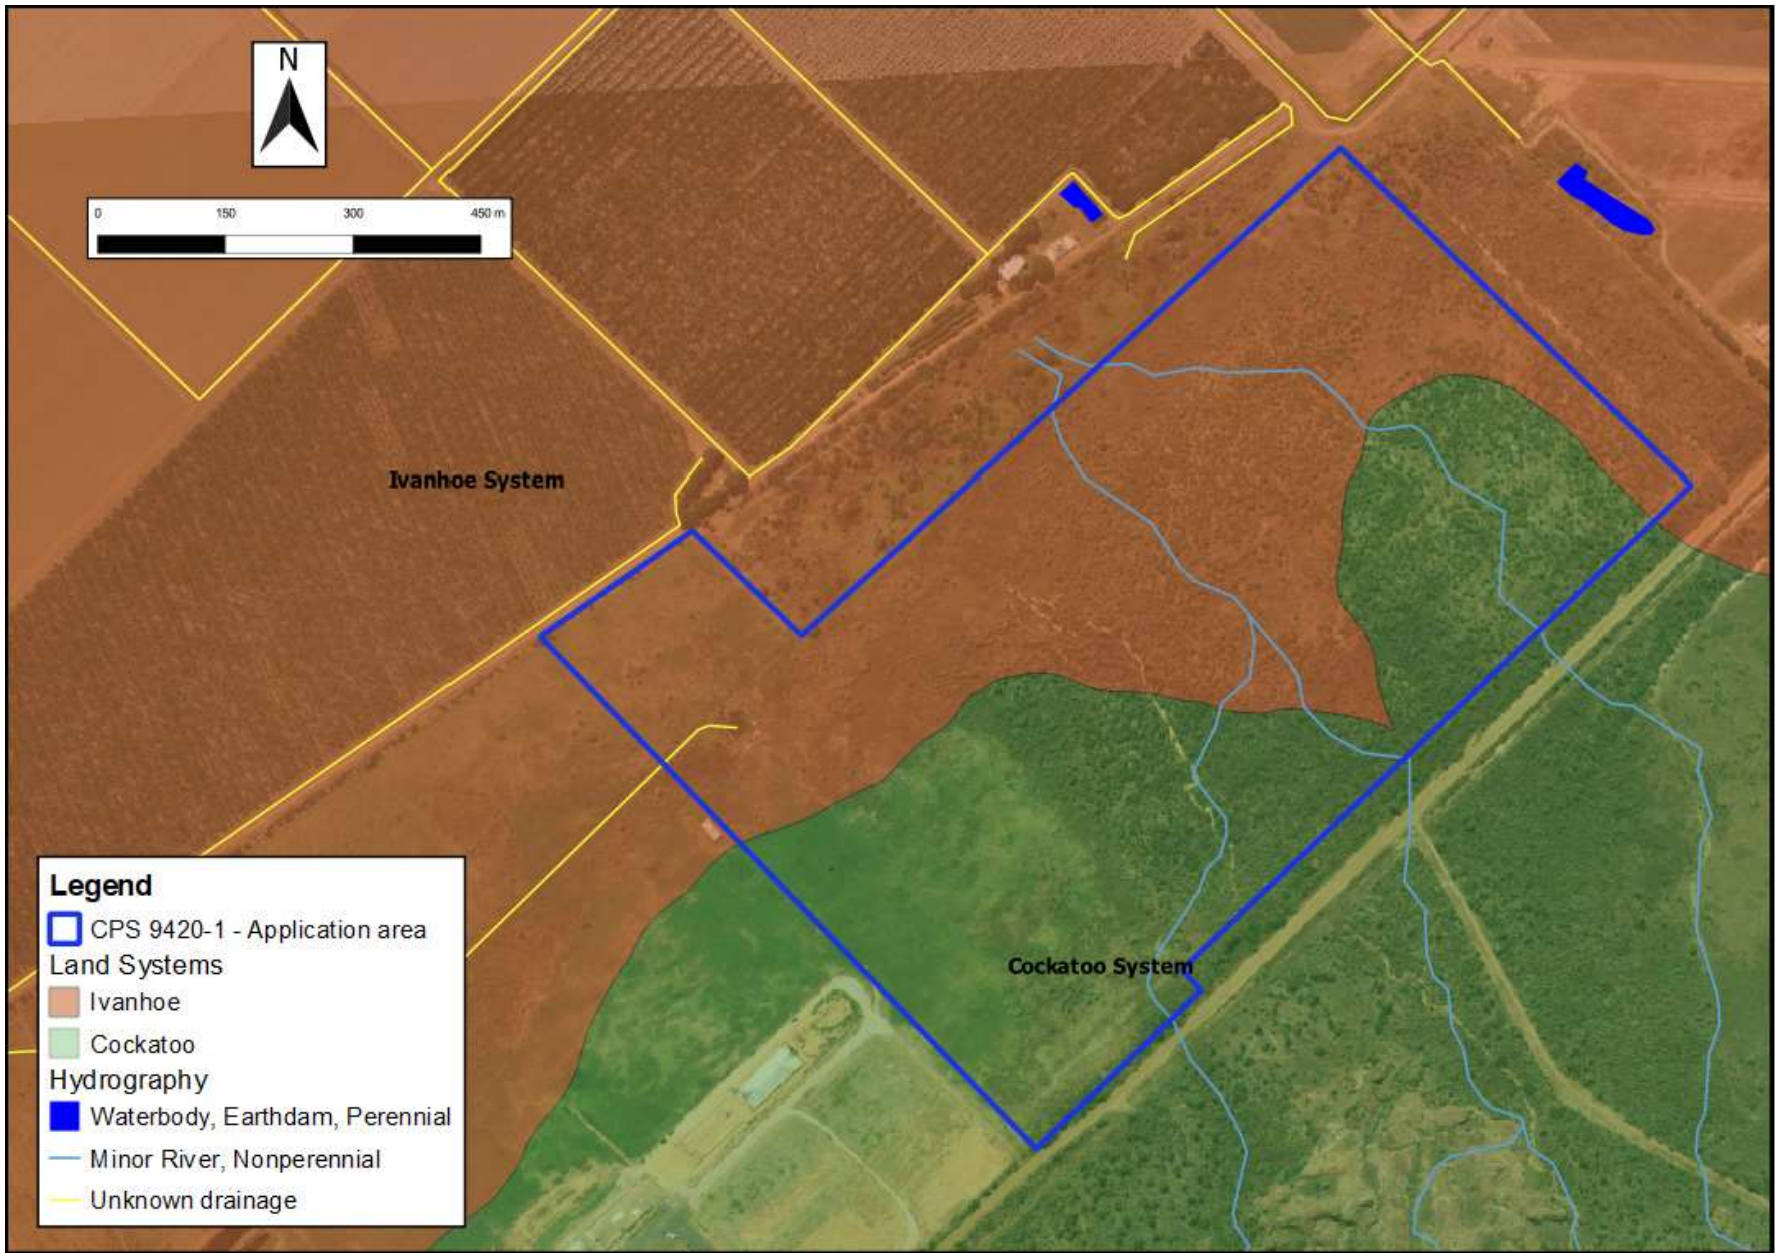 N
0 150 300 450 m
Ivanhoe System
Cockatoo System
Legend
CPS 9420-1 - Application area
Land Systems
Ivanhoe
Cockatoo
Hydrography
Waterbody, Earthdam, Perennial
Minor River, Nonperennial
Unknown drainage